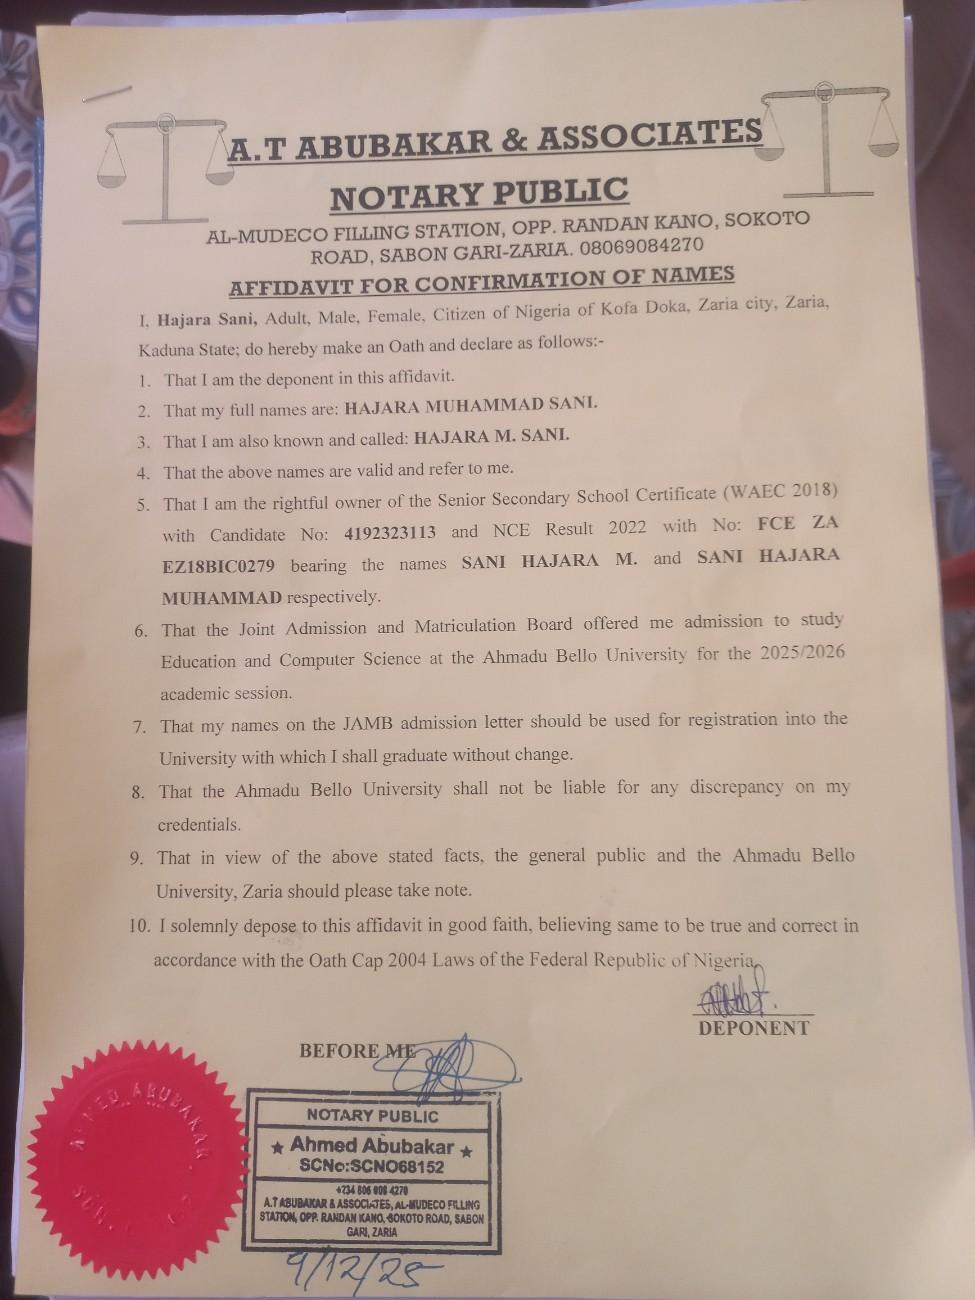 A.T ABUBAKAR & ASSOCIATES
NOTARY PUBLIC
AL-MUDECO FILLING STATION, OPP. RANDAN KANO, SOKOTO
ROAD, SABON GARI-ZARIA. 08069084270
AFFIDAVIT FOR CONFIRMATION OF NAMES
I, Hajara Sani, Adult, Male, Female, Citizen of Nigeria of Kofa Doka, Zaria city, Zaria,
Kaduna State; do hereby make an Oath and declare as follows:-
1. That I am the deponent in this affidavit.
2. That my full names are: HAJARA MUHAMMAD SANI.
3. That I am also known and called: HAJARA M. SANI.
4. That the above names are valid and refer to me.
5. That I am the rightful owner of the Senior Secondary School Certificate (WAEC 2018)
with Candidate No: 4192323113 and NCE Result 2022 with No: FCE ZA
EZ18BIC0279 bearing the names SANI HAJARA M. and SANI HAJARA
MUHAMMAD respectively.
6. That the Joint Admission and Matriculation Board offered me admission to study
Education and Computer Science at the Ahmadu Bello University for the 2025/2026
academic session.
7. That my names on the JAMB admission letter should be used for registration into the
University with which I shall graduate without change.
8. That the Ahmadu Bello University shall not be liable for any discrepancy on my
credentials.
9. That in view of the above stated facts, the general public and the Ahmadu Bello
University, Zaria should please take note.
10. I solemnly depose to this affidavit in good faith, believing same to be true and correct in
accordance with the Oath Cap 2004 Laws of the Federal Republic of Nigeria.
DEPONENT
BEFORE ME
AHMED ABUBAKAR
NOTARY PUBLIC
★ Ahmed Abubakar ★
SCNo:SCNO68152
+234 806 908 4270
A.T ABUBAKAR & ASSOCIATES, AL-MUDECO FILLING
STATION, OPP. RANDAN KANO, SOKOTO ROAD, SABON
GARI, ZARIA
9/12/25